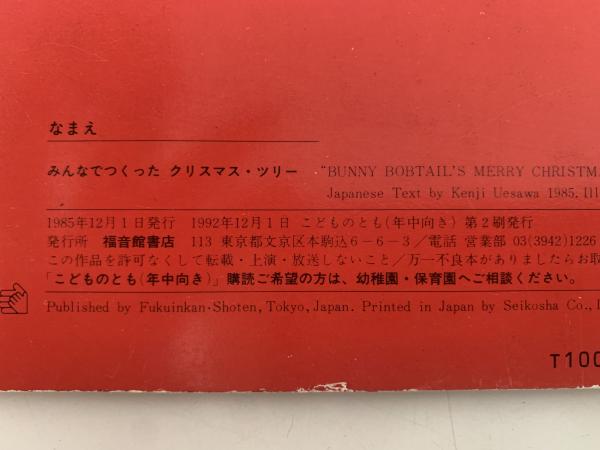 なまえ
みんなでつくった クリスマス・ツリー "BUNNY BOBTAIL'S MERRY CHRISTMA
Japanese Text by Kenji Uesawa 1985. Ill
1985年12月1日発行 1992年12月1日 こどものとも(年中向き) 第2刷発行
発行所 福音館書店 113 東京都文京区本駒込6-6-3/電話 営業部 03(3942)1226
この作品を許可なくして転載・上演・放送しないこと/万一不良本がありましたらお取
「こどものとも(年中向き)」購読ご希望の方は、幼稚園・保育園へご相談ください。
Published by Fukuinkan-Shoten, Tokyo, Japan. Printed in Japan by Seikosha Co., L
T100